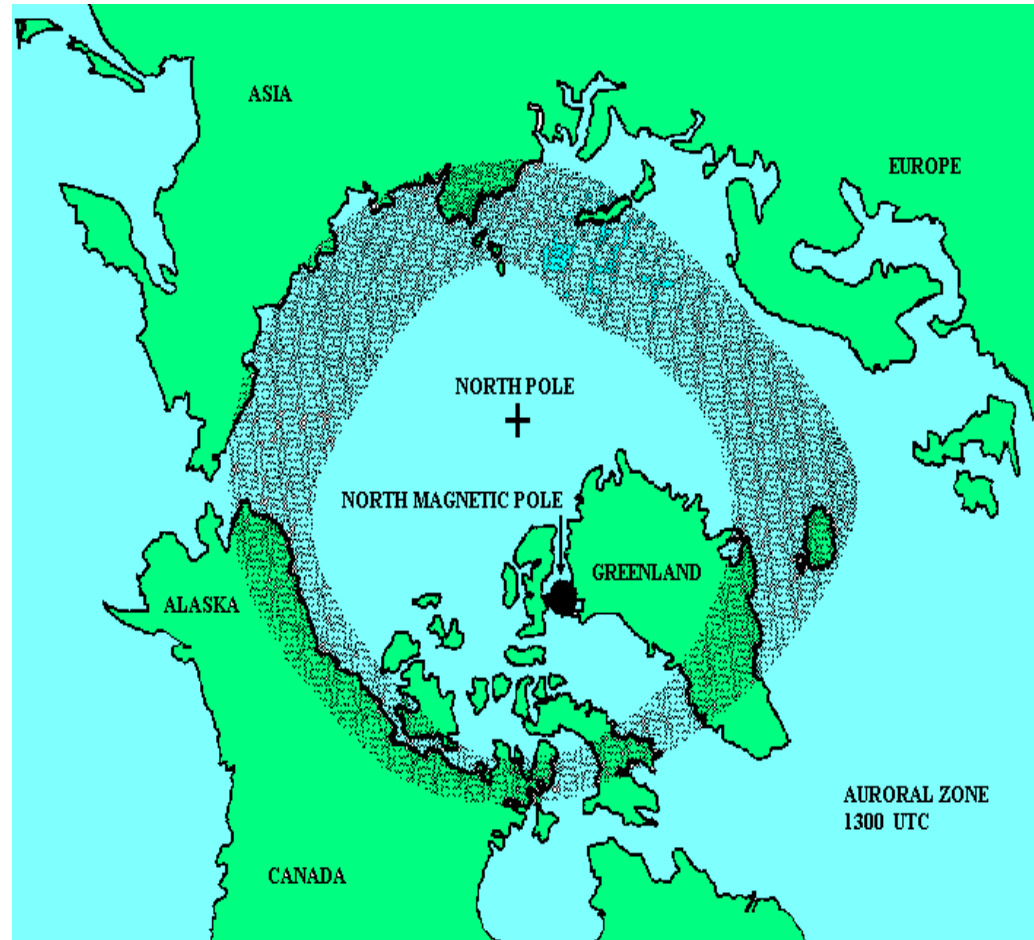 ASIA
EUROPE
NORTH POLE
NORTH MAGNETIC POLE
GREENLAND
ALASKA
AURORAL ZONE
1300 UTC
CANADA